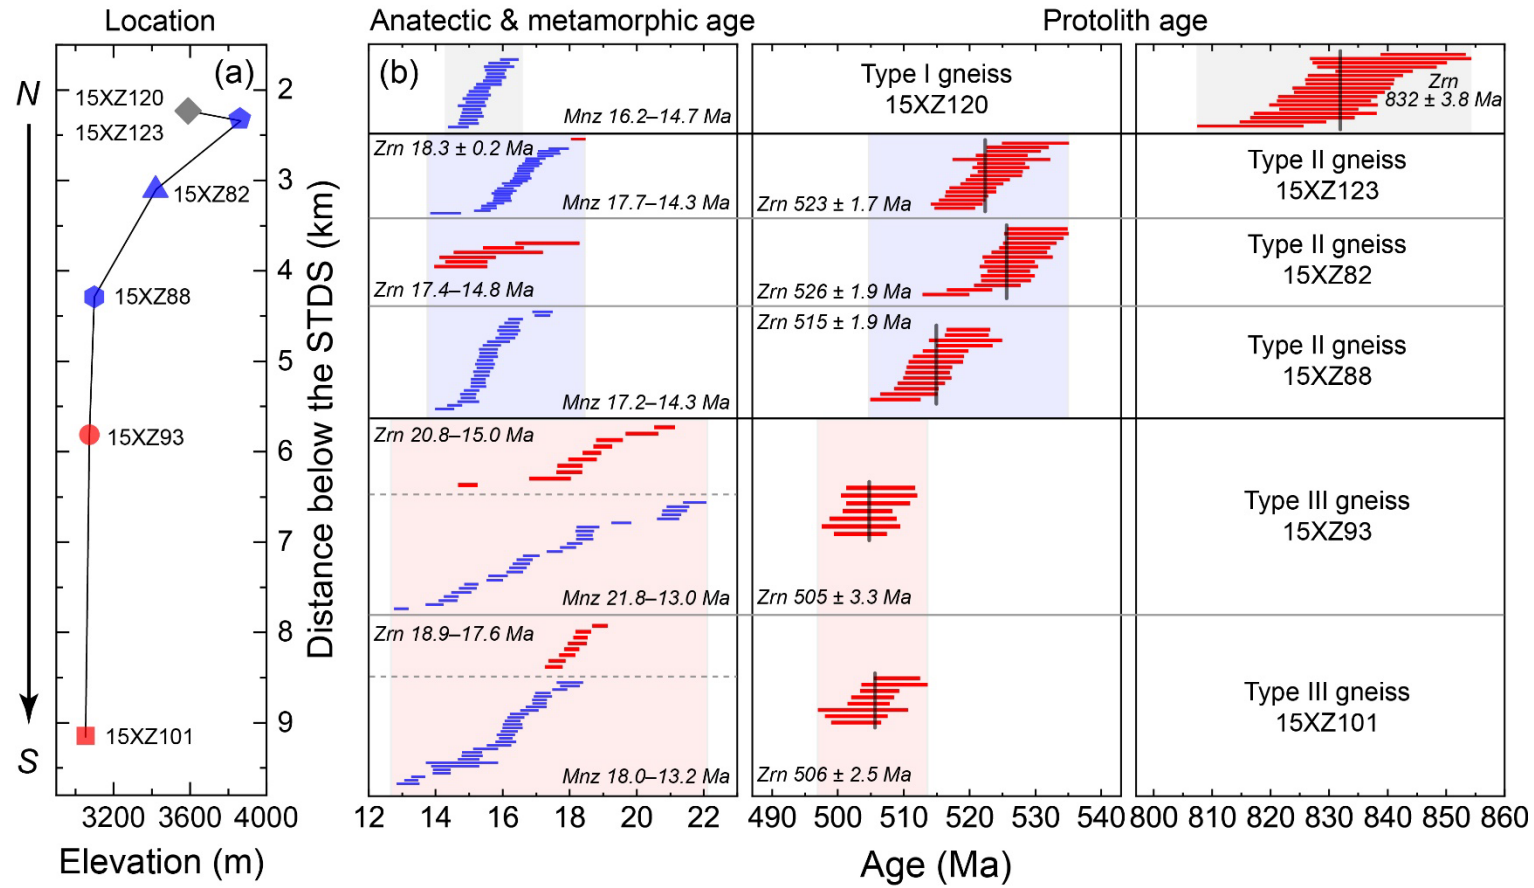 Location
Anatectic & metamorphic age
Protolith age
N
S
(a)
15XZ120
15XZ123
15XZ82
15XZ88
15XZ93
15XZ101
3200
3600
4000
Elevation (m)
2
3
4
5
6
7
8
9
Distance below the STDS (km)
(b)
Mnz 16.2–14.7 Ma
Type I gneiss
15XZ120
Zrn
832 ± 3.8 Ma
Zrn 18.3 ± 0.2 Ma
Mnz 17.7–14.3 Ma
Zrn 523 ± 1.7 Ma
Type II gneiss
15XZ123
Zrn 17.4–14.8 Ma
Zrn 526 ± 1.9 Ma
Type II gneiss
15XZ82
Mnz 17.2–14.3 Ma
Zrn 515 ± 1.9 Ma
Type II gneiss
15XZ88
Zrn 20.8–15.0 Ma
Mnz 21.8–13.0 Ma
Zrn 505 ± 3.3 Ma
Type III gneiss
15XZ93
Zrn 18.9–17.6 Ma
Mnz 18.0–13.2 Ma
Zrn 506 ± 2.5 Ma
Type III gneiss
15XZ101
12 14 16 18 20 22
490 500 510 520 530 540
800 810 820 830 840 850 860
Age (Ma)